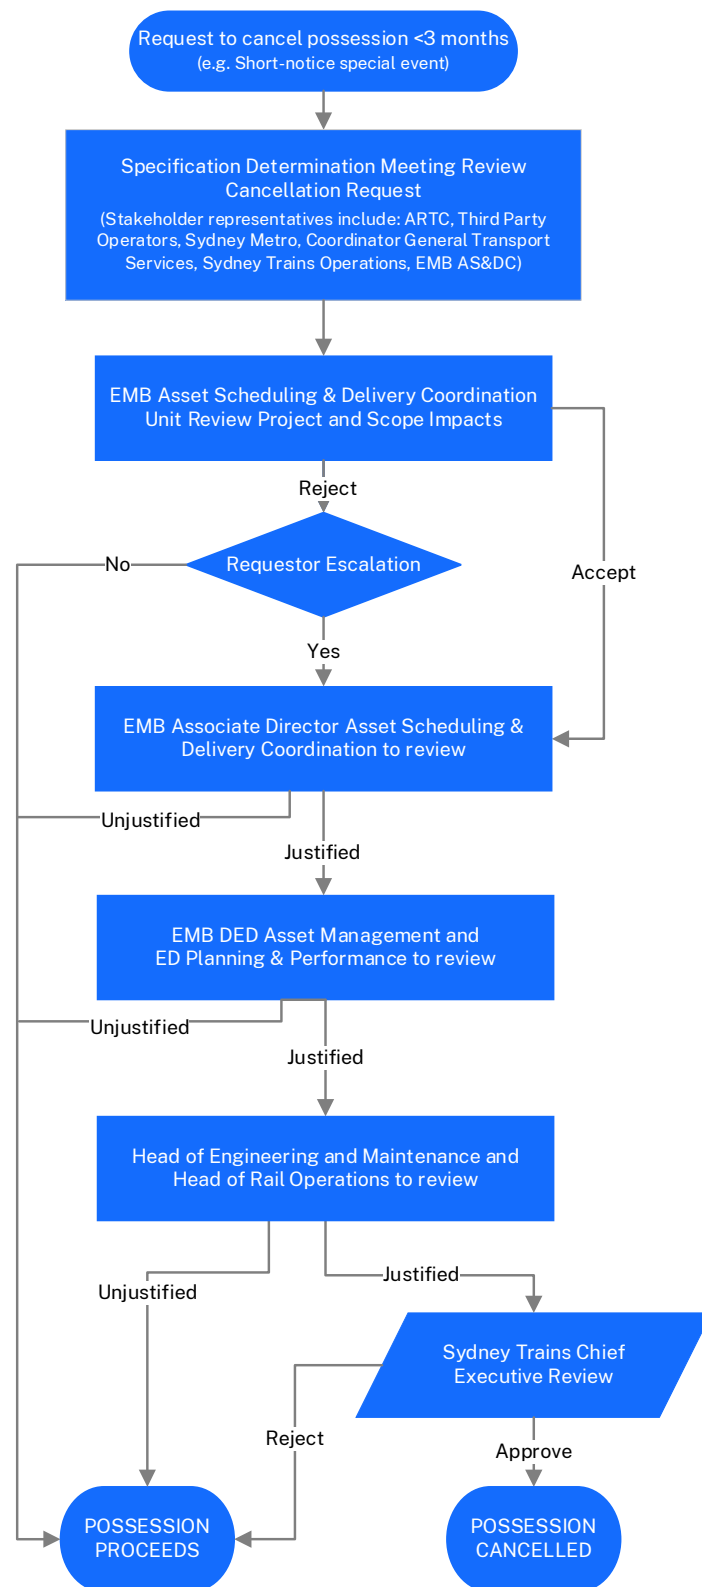 Request to cancel possession <3 months
(e.g. Short-notice special event)
Specification Determination Meeting Review
Cancellation Request
(Stakeholder representatives include: ARTC, Third Party
Operators, Sydney Metro, Coordinator General Transport
Services, Sydney Trains Operations, EMB AS&DC)
EMB Asset Scheduling & Delivery Coordination
Unit Review Project and Scope Impacts
Reject
Requestor Escalation
No
Accept
Yes
EMB Associate Director Asset Scheduling &
Delivery Coordination to review
Unjustified
Justified
EMB DED Asset Management and
ED Planning & Performance to review
Unjustified
Justified
Head of Engineering and Maintenance and
Head of Rail Operations to review
Unjustified
Justified
Sydney Trains Chief
Executive Review
Reject
Approve
POSSESSION
PROCEEDS
POSSESSION
CANCELLED